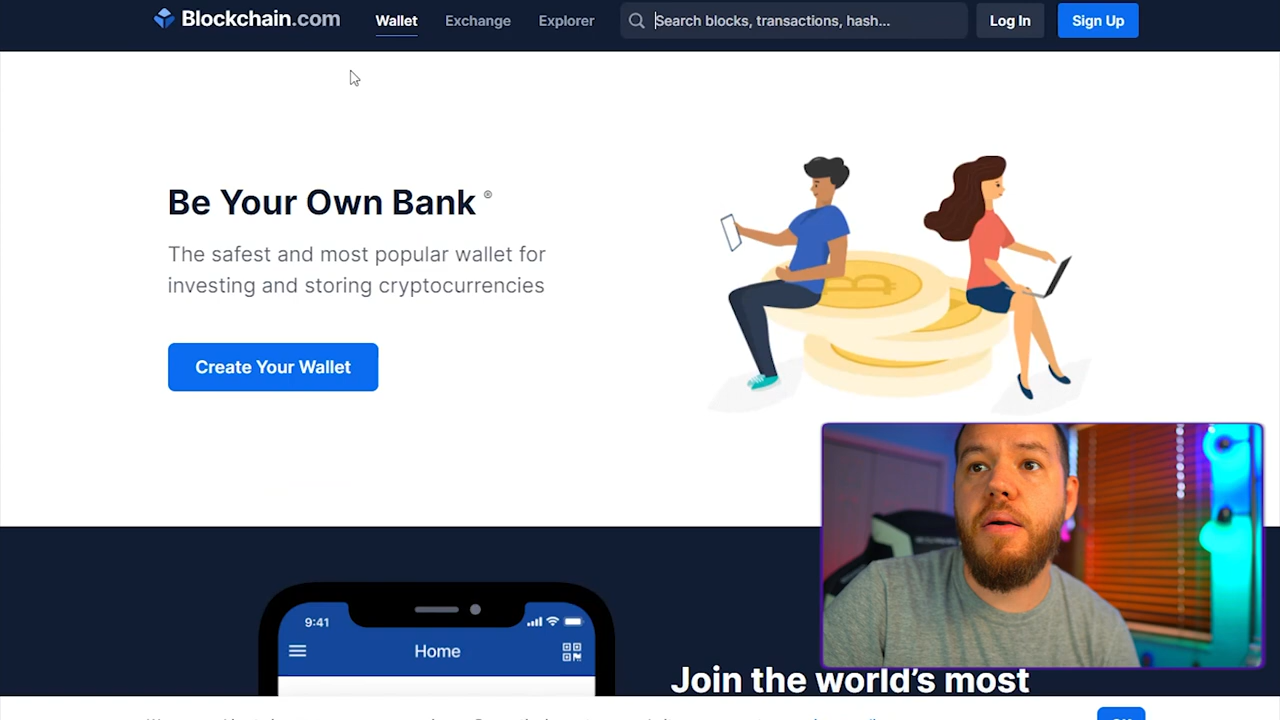 Blockchain.com
Wallet
Exchange
Explorer
Search blocks, transactions, hash...
Log In
Sign Up
Be Your Own Bank ®
The safest and most popular wallet for
investing and storing cryptocurrencies
Create Your Wallet
9:41
Home
Join the world's most